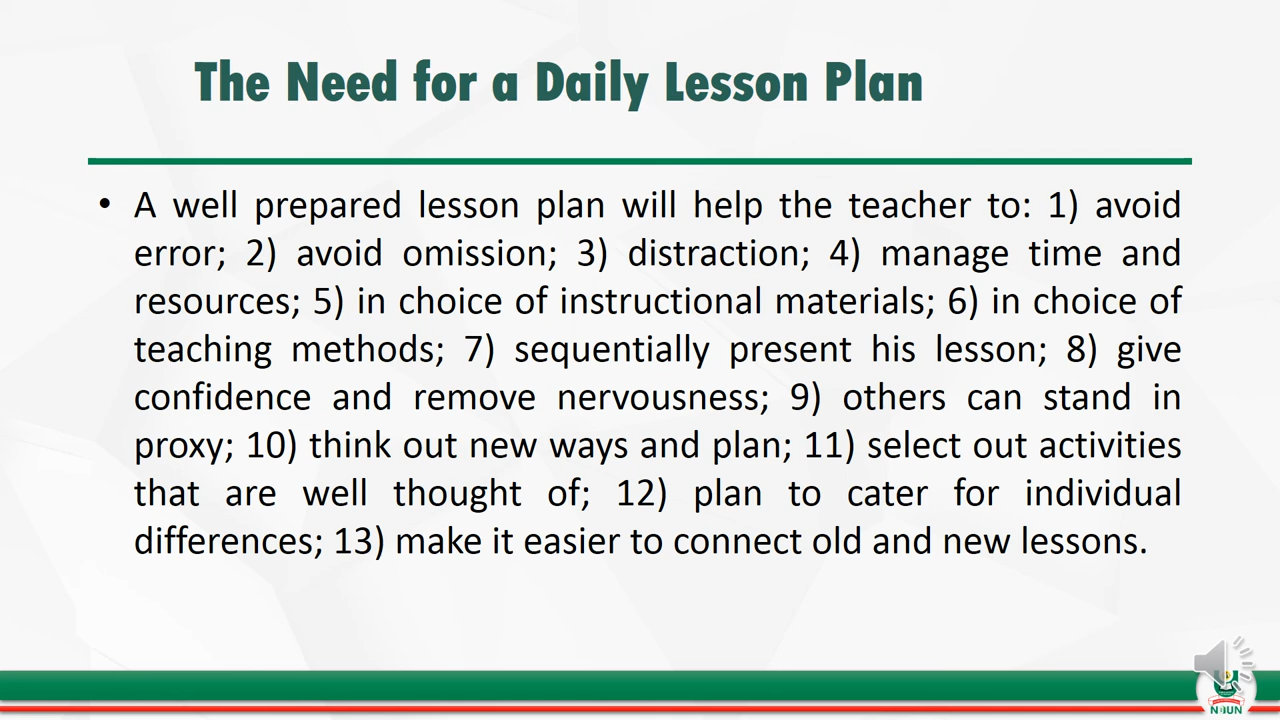 The Need for a Daily Lesson Plan
• A well prepared lesson plan will help the teacher to: 1) avoid
error; 2) avoid omission; 3) distraction; 4) manage time and
resources; 5) in choice of instructional materials; 6) in choice of
teaching methods; 7) sequentially present his lesson; 8) give
confidence and remove nervousness; 9) others can stand in
proxy; 10) think out new ways and plan; 11) select out activities
that are well thought of; 12) plan to cater for individual
differences; 13) make it easier to connect old and new lessons.
NOUN